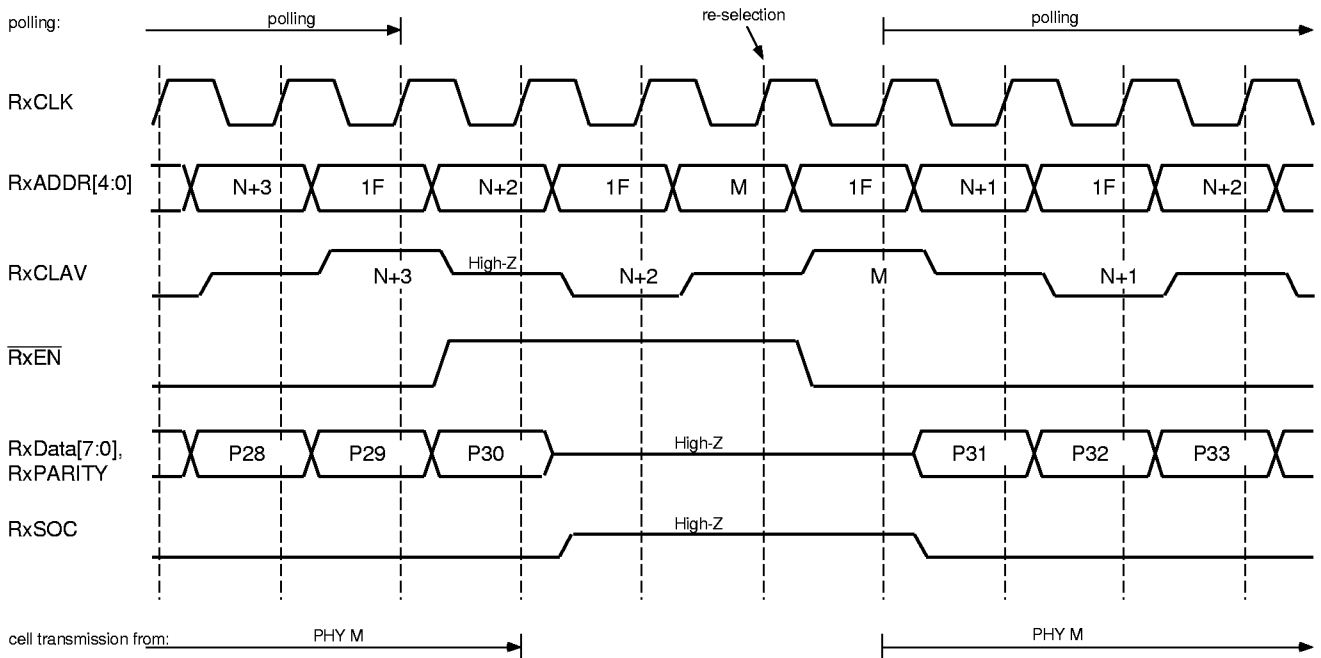 polling:
polling
re-selection
polling
RxCLK
RxADDR[4:0]
N+3
1F
N+2
1F
M
1F
N+1
1F
N+2
RxCLAV
N+3
High-Z
N+2
M
N+1
RxEN
RxData[7:0],
RxPARITY
P28
P29
P30
High-Z
P31
P32
P33
RxSOC
High-Z
cell transmission from:
PHY M
PHY M